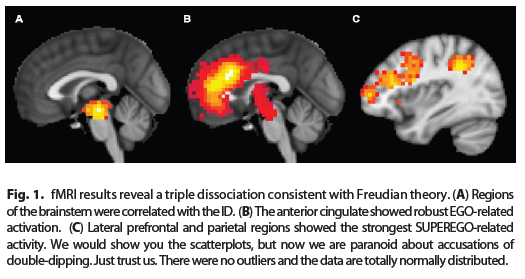 A
B
C
Fig. 1. fMRI results reveal a triple dissociation consistent with Freudian theory. (A) Regions
of the brainstem were correlated with the ID. (B) The anterior cingulate showed robust EGO-related
activation. (C) Lateral prefrontal and parietal regions showed the strongest SUPEREGO-related
activity. We would show you the scatterplots, but now we are paranoid about accusations of
double-dipping. Just trust us. There were no outliers and the data are totally normally distributed.